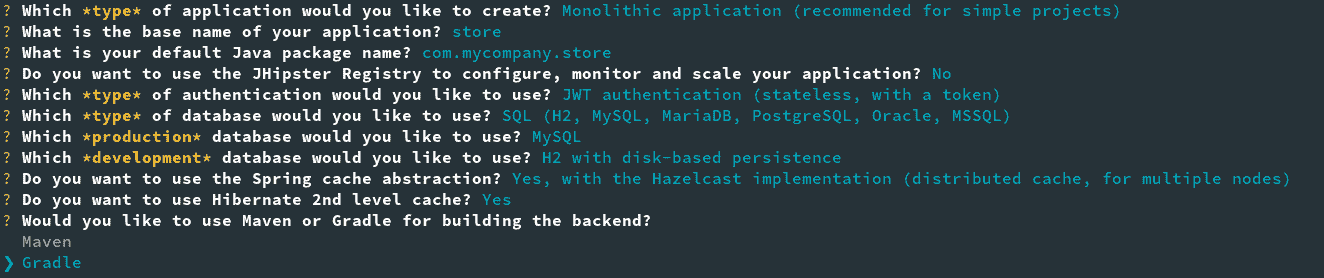 ? Which *type* of application would you like to create? Monolithic application (recommended for simple projects)
? What is the base name of your application? store
? What is your default Java package name? com.mycompany.store
? Do you want to use the JHipster Registry to configure, monitor and scale your application? No
? Which *type* of authentication would you like to use? JWT authentication (stateless, with a token)
? Which *type* of database would you like to use? SQL (H2, MySQL, MariaDB, PostgreSQL, Oracle, MSSQL)
? Which *production* database would you like to use? MySQL
? Which *development* database would you like to use? H2 with disk-based persistence
? Do you want to use the Spring cache abstraction? Yes, with the Hazelcast implementation (distributed cache, for multiple nodes)
? Do you want to use Hibernate 2nd level cache? Yes
? Would you like to use Maven or Gradle for building the backend?
Maven
❯ Gradle